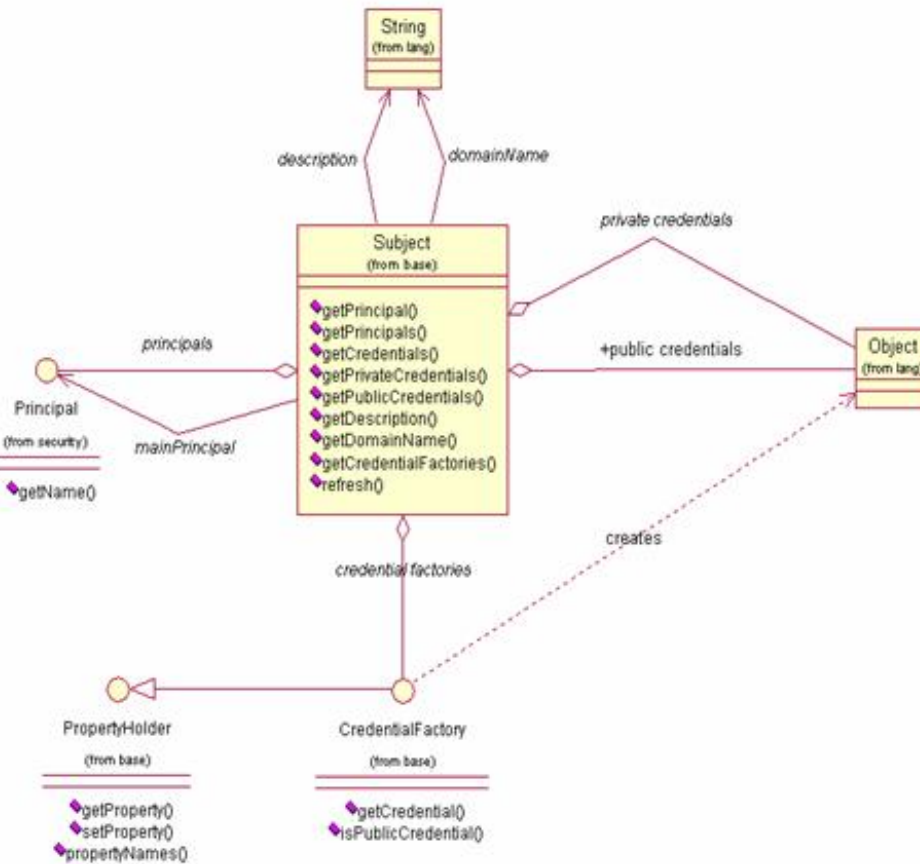 String
(from lang)
description
domainName
private credentials
Subject
(from base)
getPrincipal()
getPrincipals()
getCredentials()
getPrivateCredentials()
getPublicCredentials()
getDescription()
getDomainName()
getCredentialFactories()
refresh()
+public credentials
Object
(from lang)
principals
Principal
(from security)
getName()
mainPrincipal
creates
credential factories
PropertyHolder
(from base)
getProperty()
setProperty()
propertyNames()
CredentialFactory
(from base)
getCredential()
isPublicCredential()